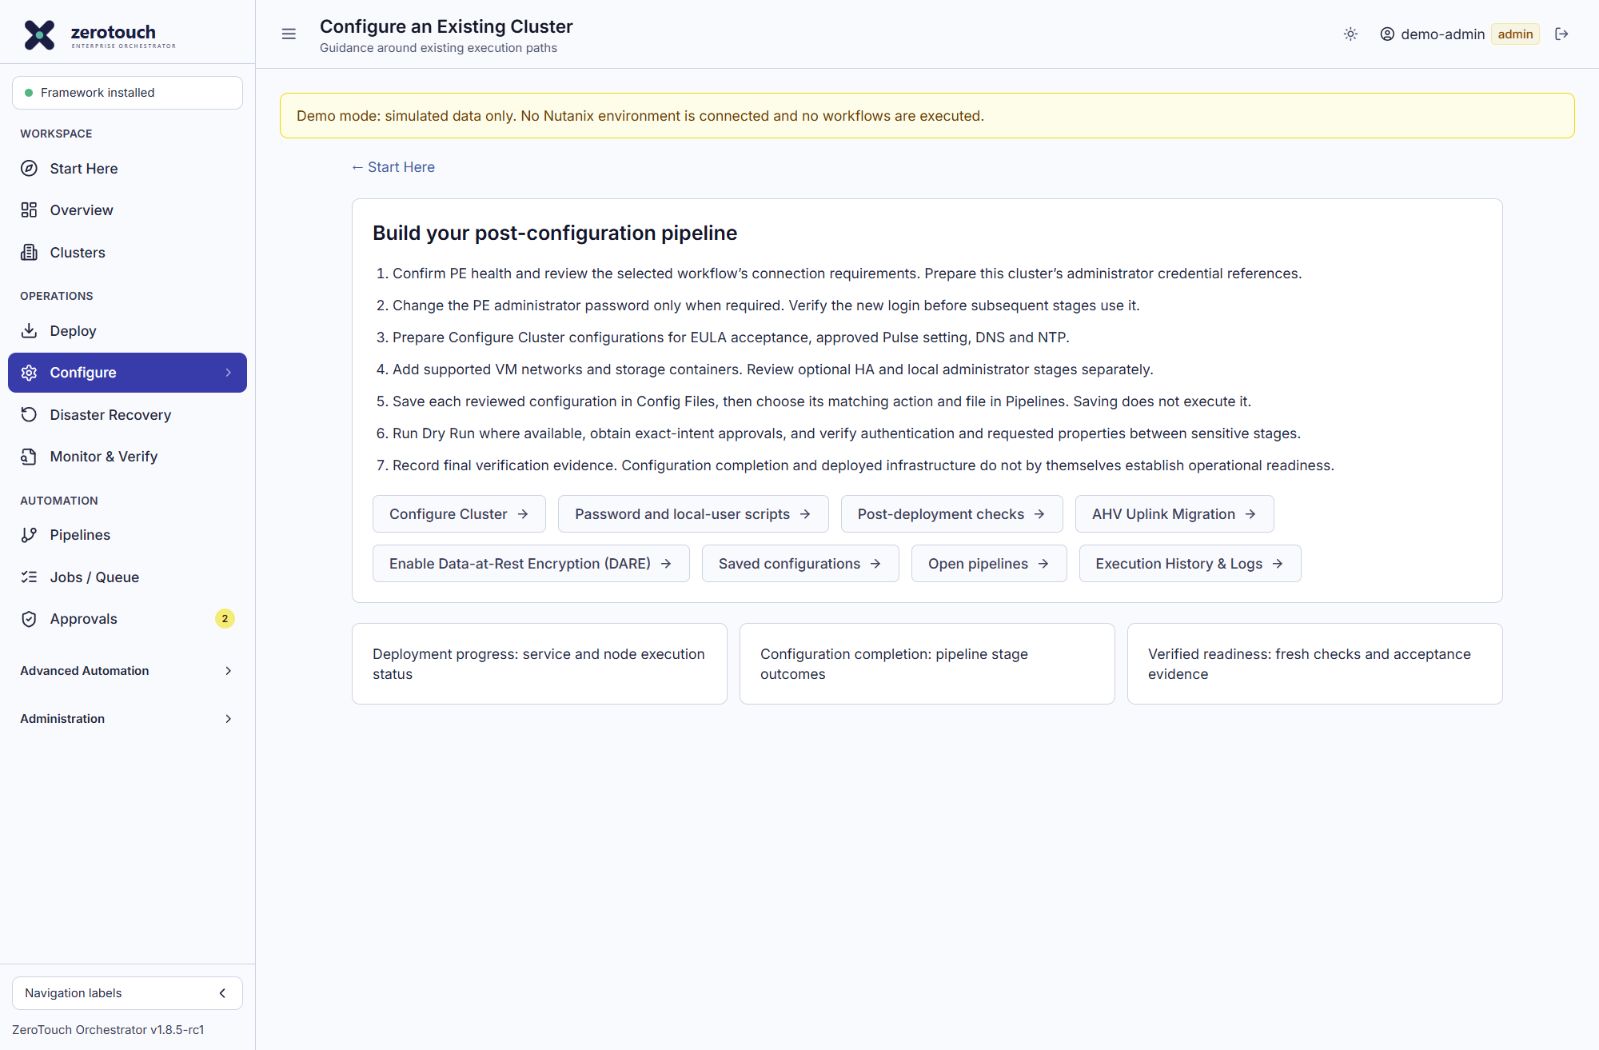 zerotouch
ENTERPRISE ORCHESTRATOR
Framework installed
WORKSPACE
Start Here
Overview
Clusters
OPERATIONS
Deploy
Configure
Disaster Recovery
Monitor & Verify
AUTOMATION
Pipelines
Jobs / Queue
Approvals
2
Advanced Automation
Administration
Navigation labels
ZeroTouch Orchestrator v1.8.5-rc1
Configure an Existing Cluster
Guidance around existing execution paths
demo-admin admin
Demo mode: simulated data only. No Nutanix environment is connected and no workflows are executed.
← Start Here
Build your post-configuration pipeline
1. Confirm PE health and review the selected workflow’s connection requirements. Prepare this cluster’s administrator credential references.
2. Change the PE administrator password only when required. Verify the new login before subsequent stages use it.
3. Prepare Configure Cluster configurations for EULA acceptance, approved Pulse setting, DNS and NTP.
4. Add supported VM networks and storage containers. Review optional HA and local administrator stages separately.
5. Save each reviewed configuration in Config Files, then choose its matching action and file in Pipelines. Saving does not execute it.
6. Run Dry Run where available, obtain exact-intent approvals, and verify authentication and requested properties between sensitive stages.
7. Record final verification evidence. Configuration completion and deployed infrastructure do not by themselves establish operational readiness.
Configure Cluster →
Password and local-user scripts →
Post-deployment checks →
AHV Uplink Migration →
Enable Data-at-Rest Encryption (DARE) →
Saved configurations →
Open pipelines →
Execution History & Logs →
Deployment progress: service and node execution
status
Configuration completion: pipeline stage
outcomes
Verified readiness: fresh checks and acceptance
evidence